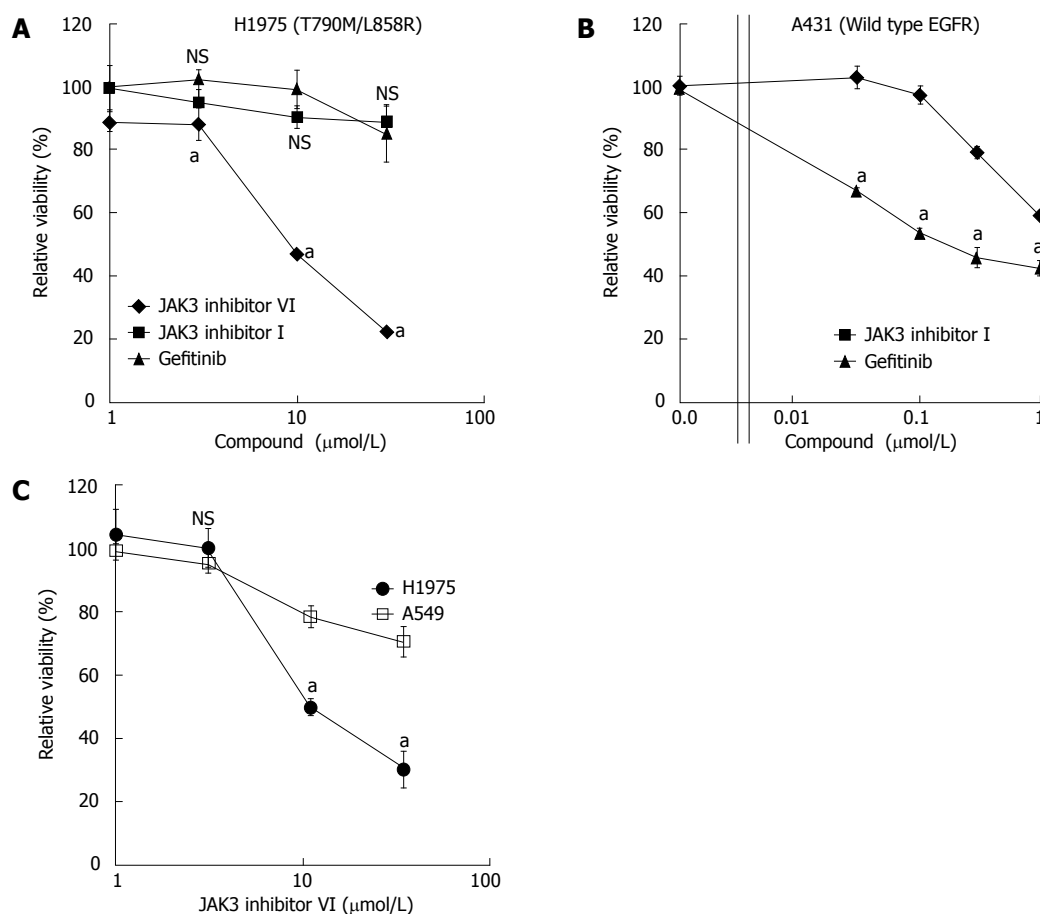 A
H1975 (T790M/L858R)
120
100
80
60
40
20
0
Relative viability (%)
NS
NS
NS
a
a
a
JAK3 inhibitor VI
JAK3 inhibitor I
Gefitinib
1
10
100
Compound (μmol/L)
B
A431 (Wild type EGFR)
120
100
80
60
40
20
0
Relative viability (%)
a
a
a
a
JAK3 inhibitor I
Gefitinib
0.0
0.01
0.1
1
Compound (μmol/L)
C
120
100
80
60
40
20
0
Relative viability (%)
NS
H1975
A549
a
a
1
10
100
JAK3 inhibitor VI (μmol/L)